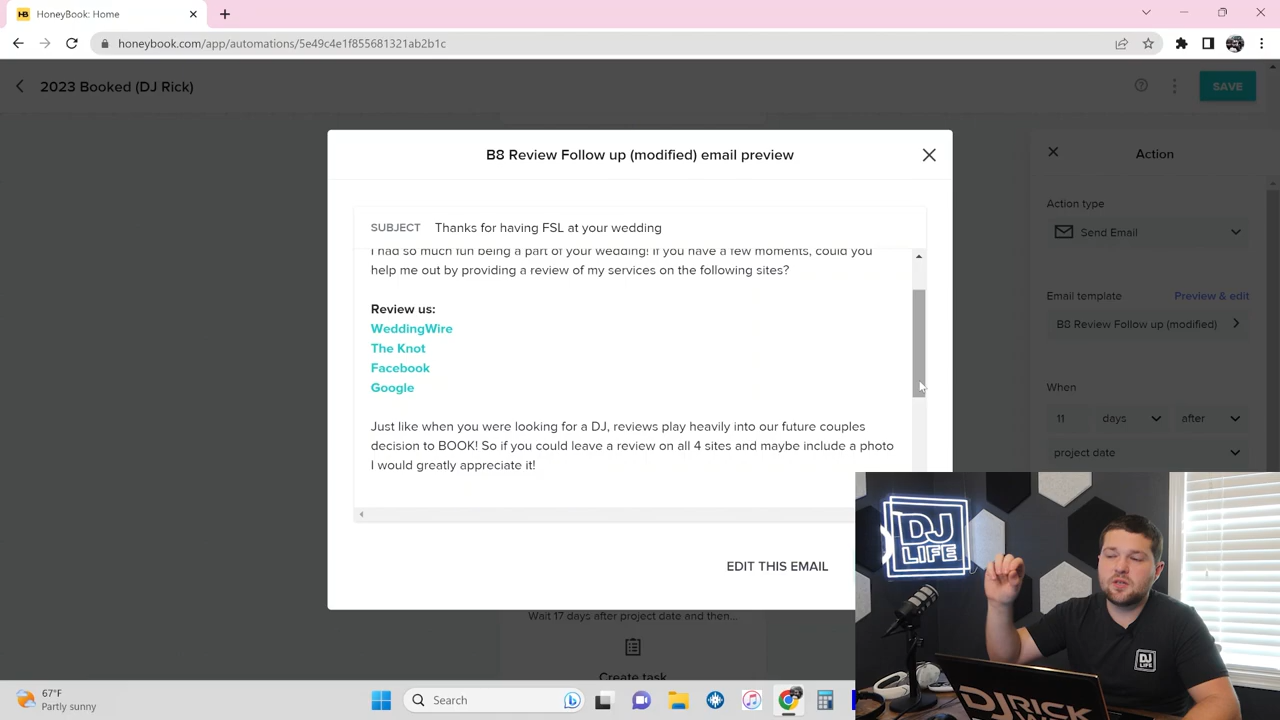 HB HoneyBook: Home
honeybook.com/app/automations/5e49c4e1f855681321ab2b1c
2023 Booked (DJ Rick)
SAVE
B8 Review Follow up (modified) email preview
SUBJECT Thanks for having FSL at your wedding
I had so much fun being a part of your wedding! If you have a few moments, could you
help me out by providing a review of my services on the following sites?
Review us:
WeddingWire
The Knot
Facebook
Google
Just like when you were looking for a DJ, reviews play heavily into our future couples
decision to BOOK! So if you could leave a review on all 4 sites and maybe include a photo
I would greatly appreciate it!
EDIT THIS EMAIL
Action
Action type
Send Email
Email template Preview & edit
B8 Review Follow up (modified)
When
11 days after
project date
Wait 17 days after project date and then...
Create task
DJ
LIFE
DJ
LIFE
DJ RICK
67°F
Partly sunny
Search